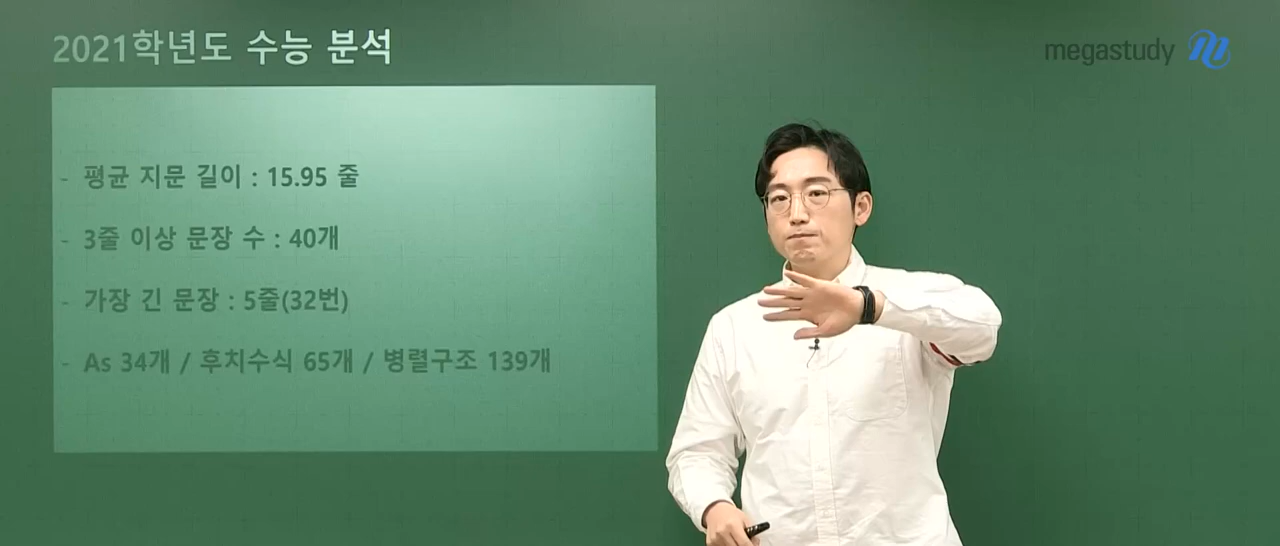 2021학년도 수능 분석
megastudy
- 평균 지문 길이 : 15.95 줄
- 3줄 이상 문장 수 : 40개
- 가장 긴 문장 : 5줄(32번)
- As 34개 / 후치수식 65개 / 병렬구조 139개